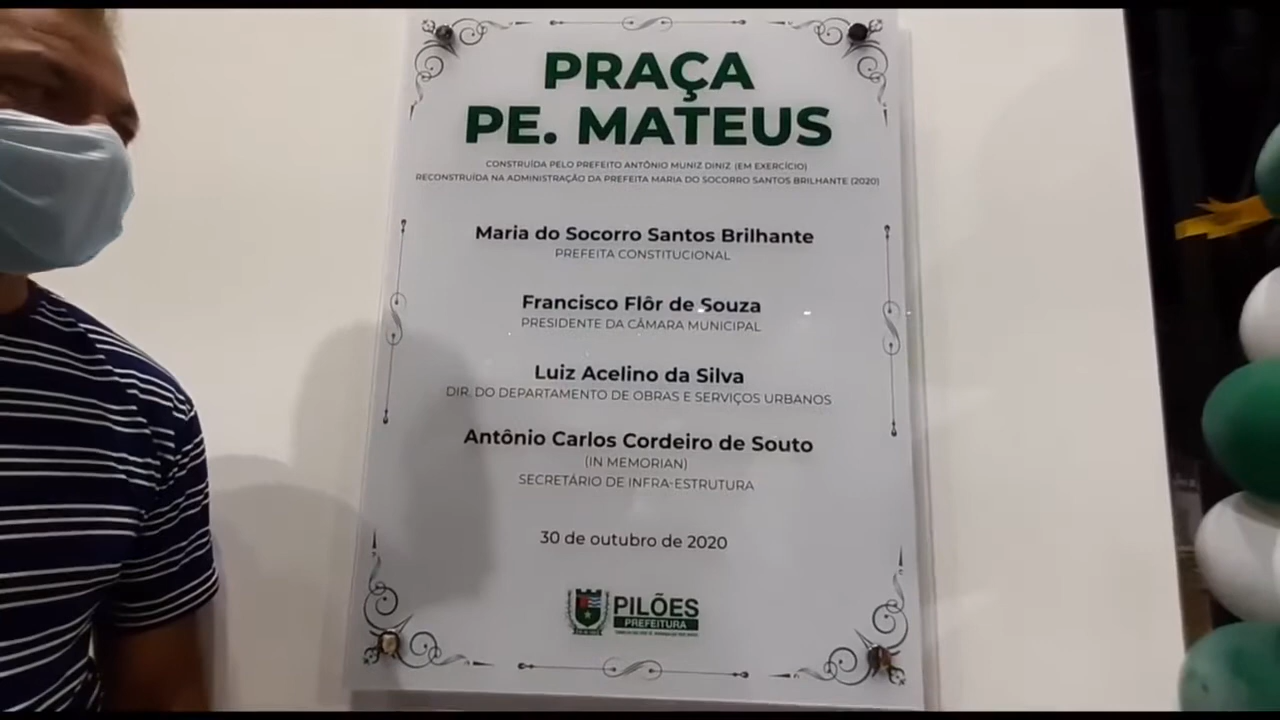 PRAÇA
PE. MATEUS
CONSTRUÍDA PELO PREFEITO ANTÔNIO MUNIZ DINIZ (EM EXERCÍCIO)
RECONSTRUÍDA NA ADMINISTRAÇÃO DA PREFEITA MARIA DO SOCORRO SANTOS BRILHANTE (2020)
Maria do Socorro Santos Brilhante
PREFEITA CONSTITUCIONAL
Francisco Flôr de Souza
PRESIDENTE DA CÂMARA MUNICIPAL
Luiz Acelino da Silva
DIR. DO DEPARTAMENTO DE OBRAS E SERVIÇOS URBANOS
Antônio Carlos Cordeiro de Souto
(IN MEMORIAN)
SECRETÁRIO DE INFRA-ESTRUTURA
30 de outubro de 2020
PILÕES
PREFEITURA